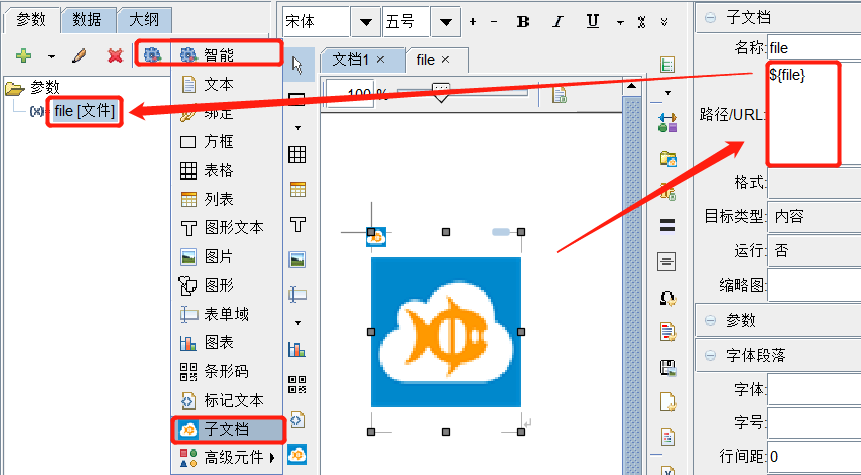 参数 数据 大纲
参数
(x) file [文件]
智能
文本
绑定
方框
表格
列表
图形文本
图片
图形
表单域
图表
条形码
标记文本
子文档
高级元件
宋体 五号 + - B I U - % »
文档1 × file ×
100 %
子文档
名称: file
路径/URL: ${file}
格式:
目标类型: 内容
运行: 否
缩略图:
参数
字体段落
字体:
字号:
行间距: 0